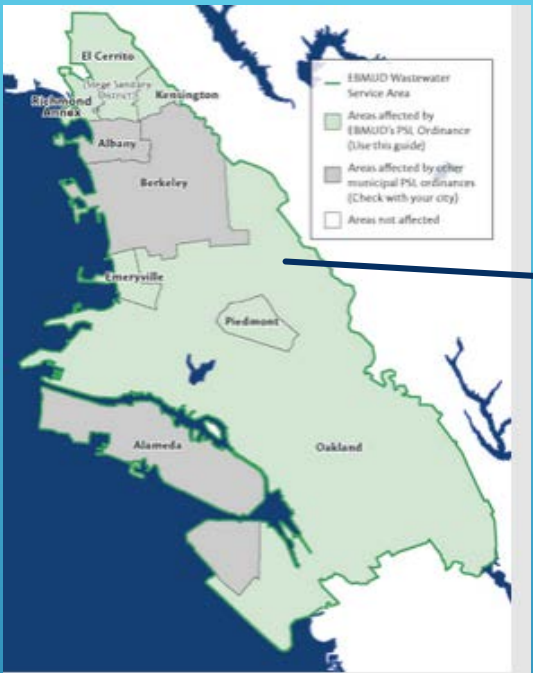 El Cerrito
(Stege Sanitary
District)
Kensington
Richmond
Annex
Albany
Berkeley
Emeryville
Piedmont
Alameda
Oakland
EBMUD Wastewater
Service Area
Areas affected by
EBMUD's PSL Ordinance
(Use this guide)
Areas affected by other
municipal PSL ordinances
(Check with your city)
Areas not affected